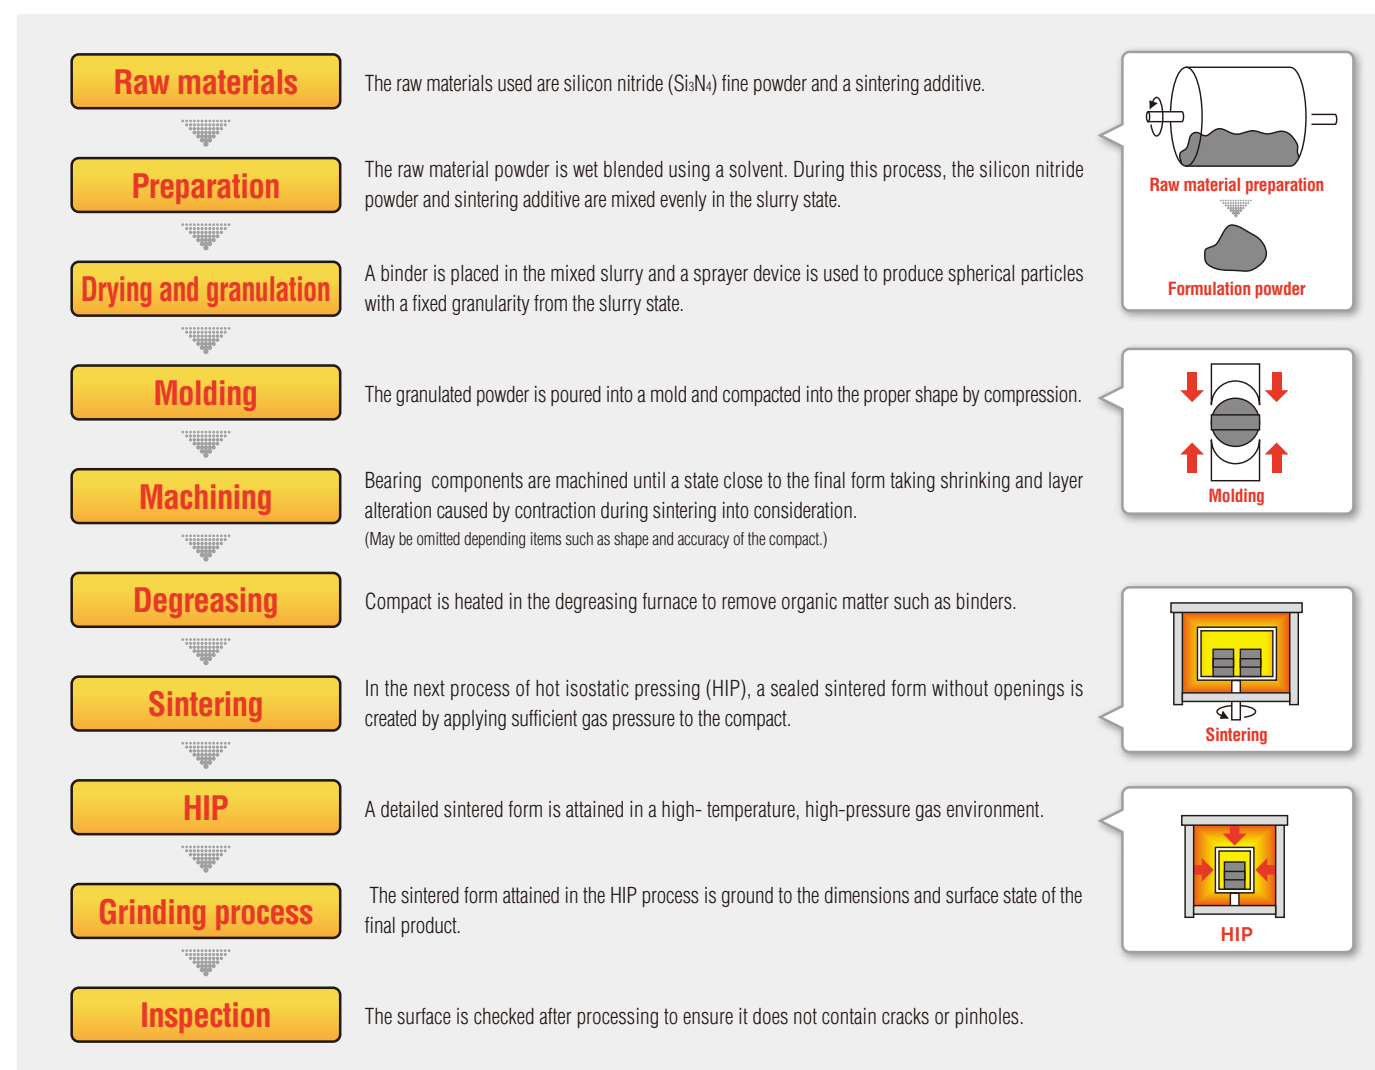 Raw materials
The raw materials used are silicon nitride (Si3N4) fine powder and a sintering additive.
Preparation
The raw material powder is wet blended using a solvent. During this process, the silicon nitride
powder and sintering additive are mixed evenly in the slurry state.
Raw material preparation
Formulation powder
Drying and granulation
A binder is placed in the mixed slurry and a sprayer device is used to produce spherical particles
with a fixed granularity from the slurry state.
Molding
The granulated powder is poured into a mold and compacted into the proper shape by compression.
Molding
Machining
Bearing components are machined until a state close to the final form taking shrinking and layer
alteration caused by contraction during sintering into consideration.
(May be omitted depending items such as shape and accuracy of the compact.)
Degreasing
Compact is heated in the degreasing furnace to remove organic matter such as binders.
Sintering
In the next process of hot isostatic pressing (HIP), a sealed sintered form without openings is
created by applying sufficient gas pressure to the compact.
Sintering
HIP
A detailed sintered form is attained in a high- temperature, high-pressure gas environment.
HIP
Grinding process
The sintered form attained in the HIP process is ground to the dimensions and surface state of the
final product.
Inspection
The surface is checked after processing to ensure it does not contain cracks or pinholes.